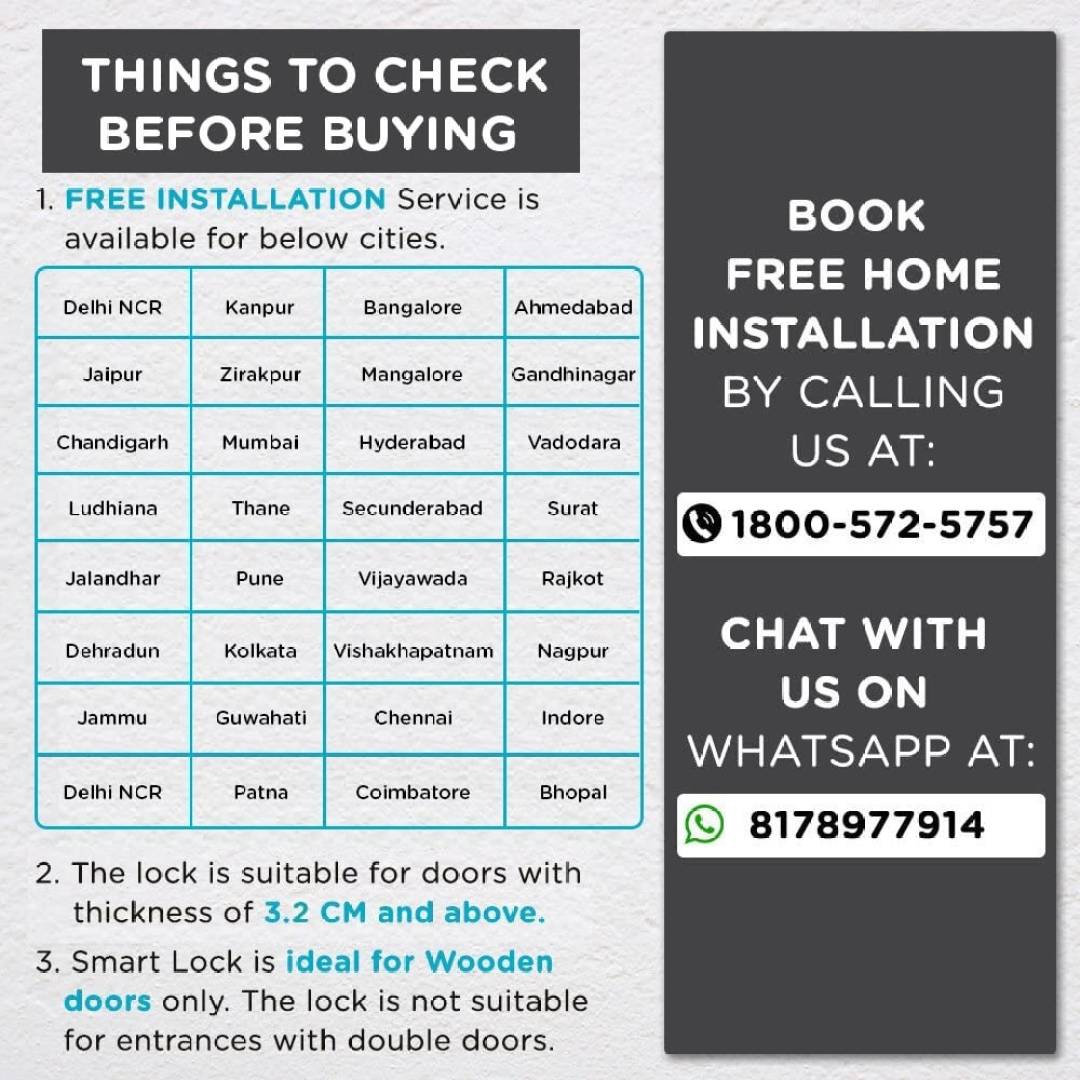 THINGS TO CHECK
BEFORE BUYING
1. FREE INSTALLATION Service is
available for below cities.
Delhi NCR Kanpur Bangalore Ahmedabad
Jaipur Zirakpur Mangalore Gandhinagar
Chandigarh Mumbai Hyderabad Vadodara
Ludhiana Thane Secunderabad Surat
Jalandhar Pune Vijayawada Rajkot
Dehradun Kolkata Vishakhapatnam Nagpur
Jammu Guwahati Chennai Indore
Delhi NCR Patna Coimbatore Bhopal
2. The lock is suitable for doors with
thickness of 3.2 CM and above.
3. Smart Lock is ideal for Wooden
doors only. The lock is not suitable
for entrances with double doors.
BOOK
FREE HOME
INSTALLATION
BY CALLING
US AT:
1800-572-5757
CHAT WITH
US ON
WHATSAPP AT:
8178977914